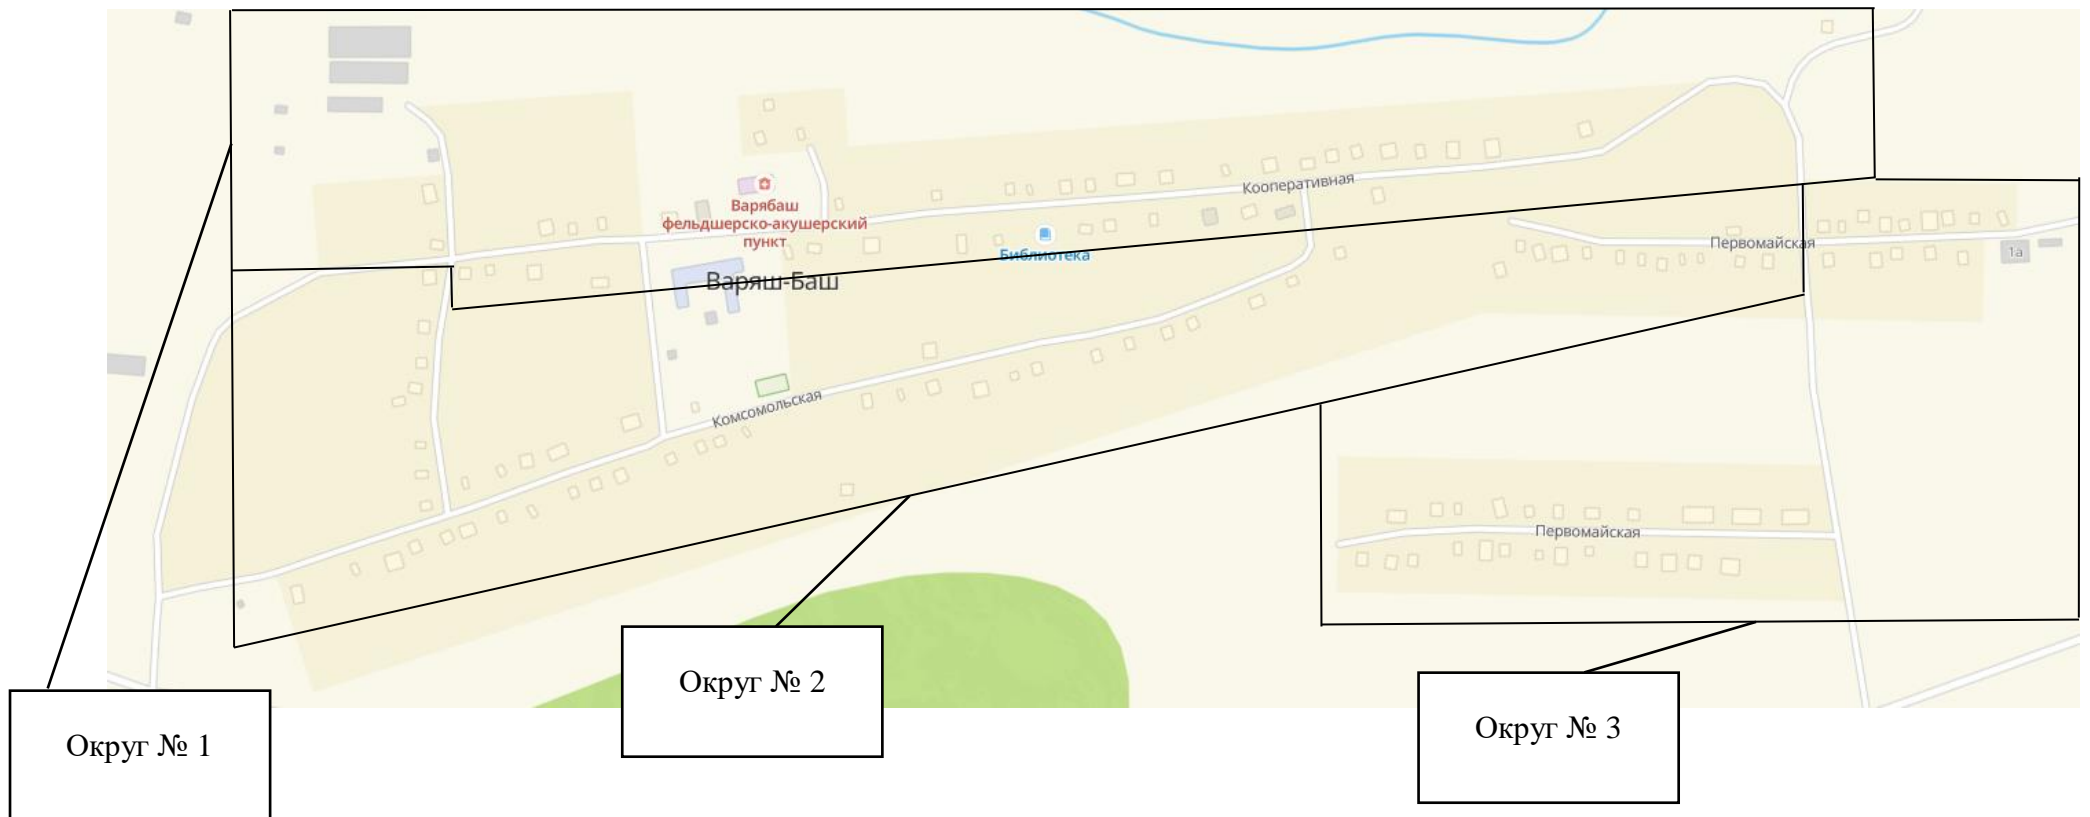 Кооперативная
Варябаш
фельдшерско-акушерский
пункт
Библиотека
Первомайская
1а
Варяш-Баш
Комсомольская
Первомайская
Округ № 1
Округ № 2
Округ № 3